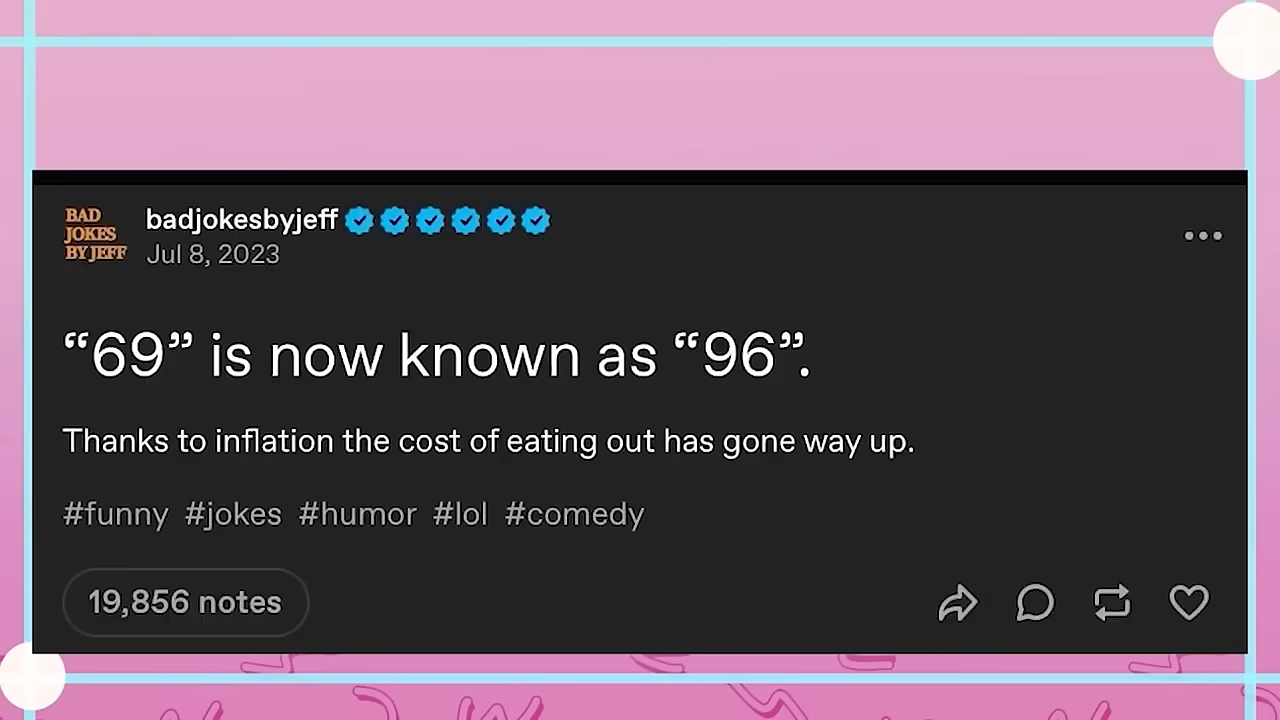 BAD
JOKES
BY JEFF
badjokesbyjeff
Jul 8, 2023
“69” is now known as “96”.
Thanks to inflation the cost of eating out has gone way up.
#funny #jokes #humor #lol #comedy
19,856 notes